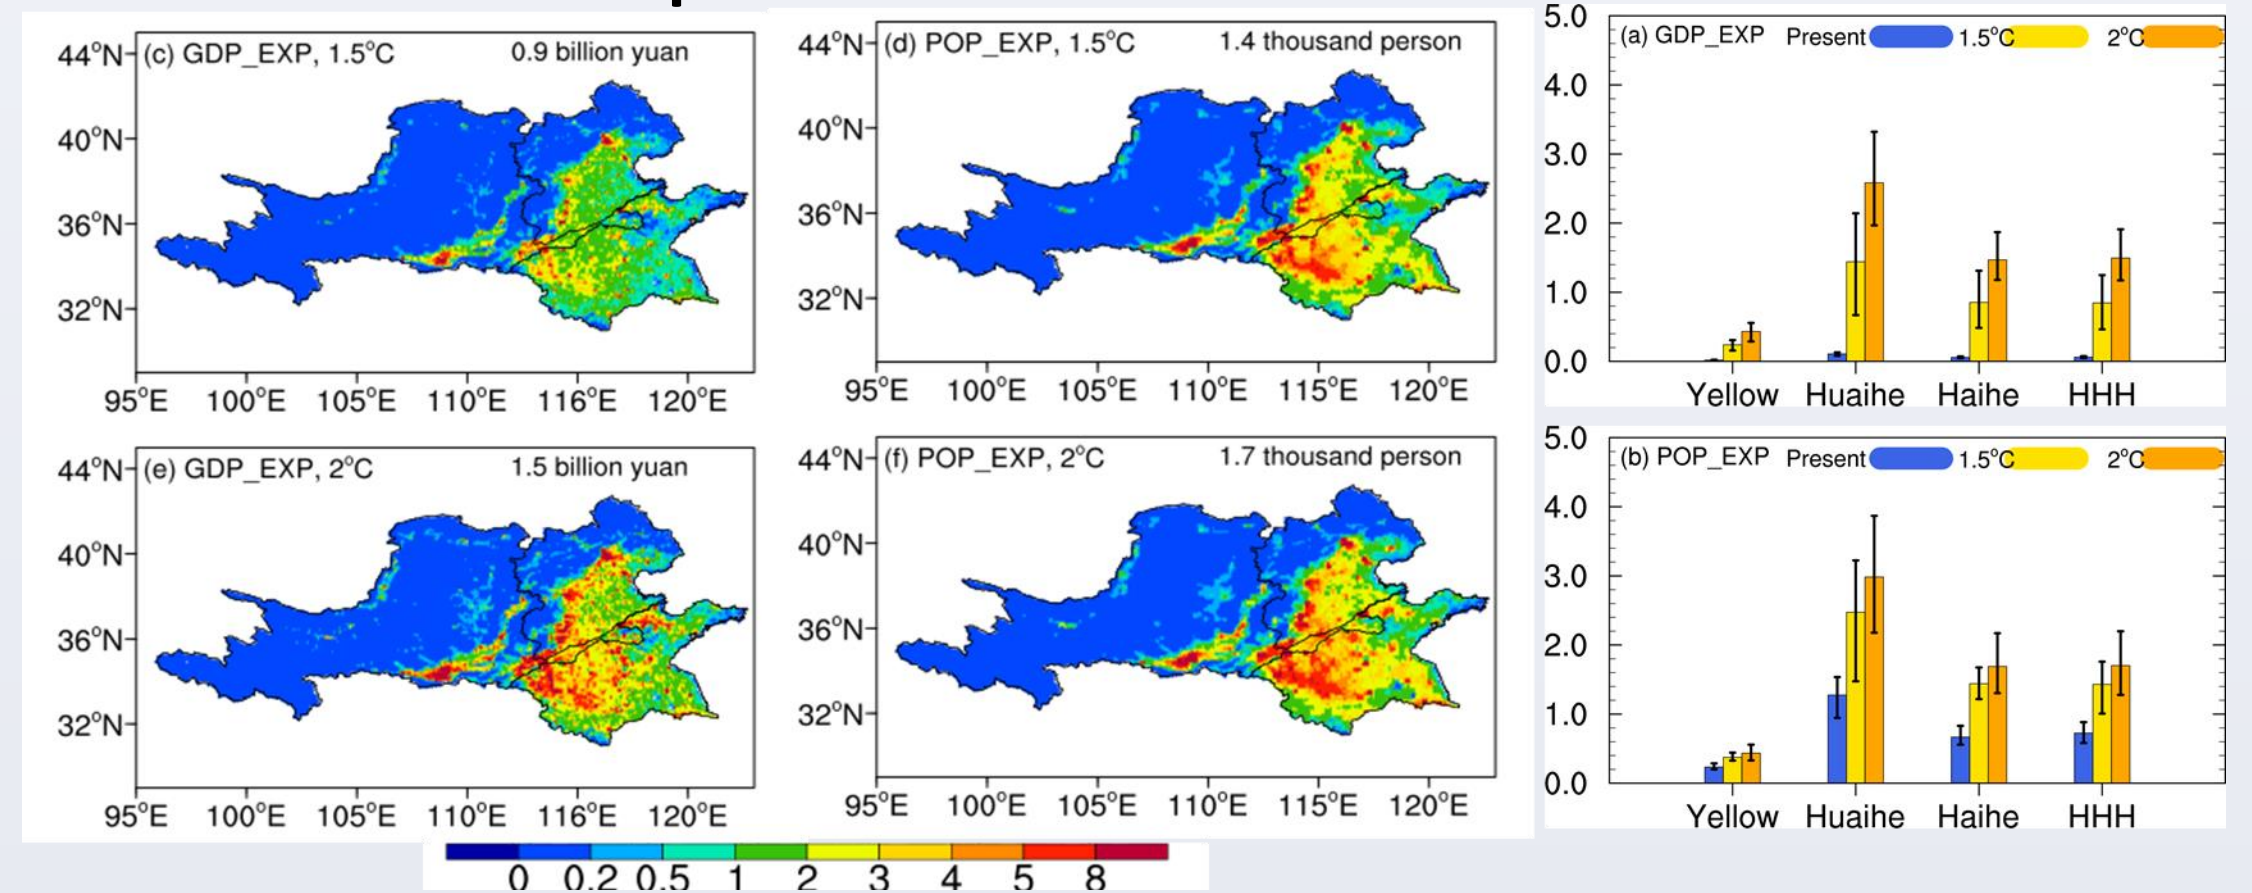 (c) GDP_EXP, 1.5°C 0.9 billion yuan
44°N
40°N
36°N
32°N
95°E 100°E 105°E 110°E 116°E 120°E
(d) POP_EXP, 1.5°C 1.4 thousand person
44°N
40°N
36°N
32°N
95°E 100°E 105°E 110°E 115°E 120°E
(a) GDP_EXP Present 1.5°C 2°C
5.0
4.0
3.0
2.0
1.0
0.0
Yellow Huaihe Haihe HHH
(e) GDP_EXP, 2°C 1.5 billion yuan
44°N
40°N
36°N
32°N
95°E 100°E 105°E 110°E 116°E 120°E
(f) POP_EXP, 2°C 1.7 thousand person
44°N
40°N
36°N
32°N
95°E 100°E 105°E 110°E 115°E 120°E
(b) POP_EXP Present 1.5°C 2°C
5.0
4.0
3.0
2.0
1.0
0.0
Yellow Huaihe Haihe HHH
0 0.2 0.5 1 2 3 4 5 8